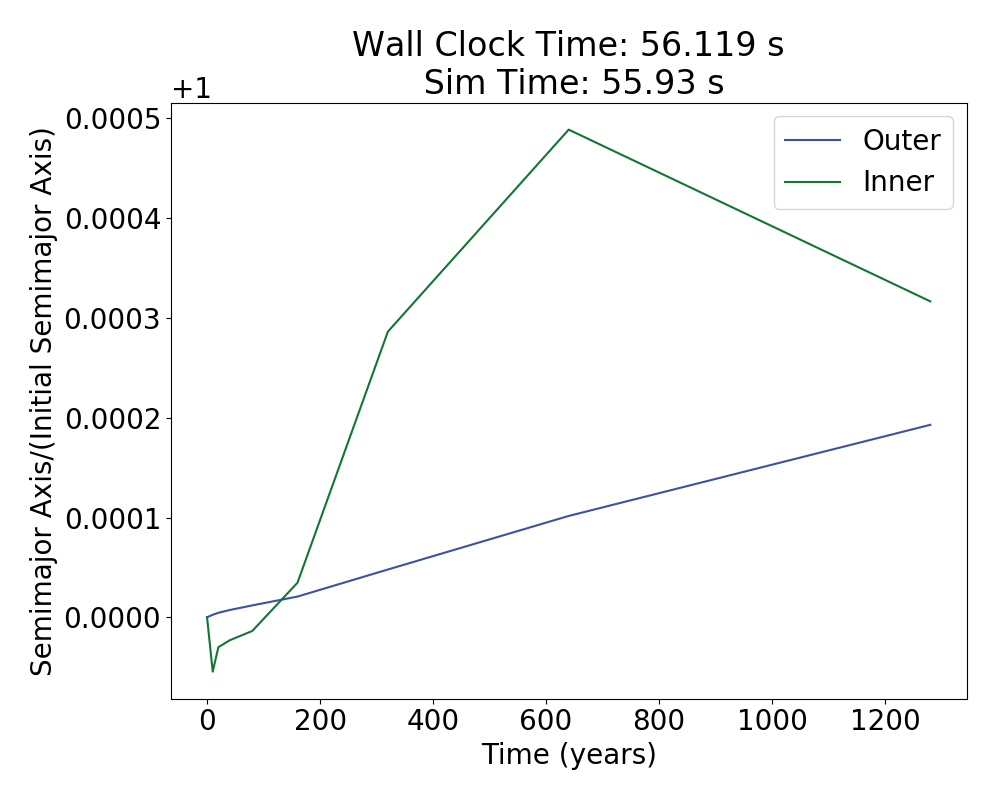 Wall Clock Time: 56.119 s
Sim Time: 55.93 s
+1
0.0005
0.0004
0.0003
0.0002
0.0001
0.0000
Semimajor Axis/(Initial Semimajor Axis)
Outer
Inner
0 200 400 600 800 1000 1200
Time (years)